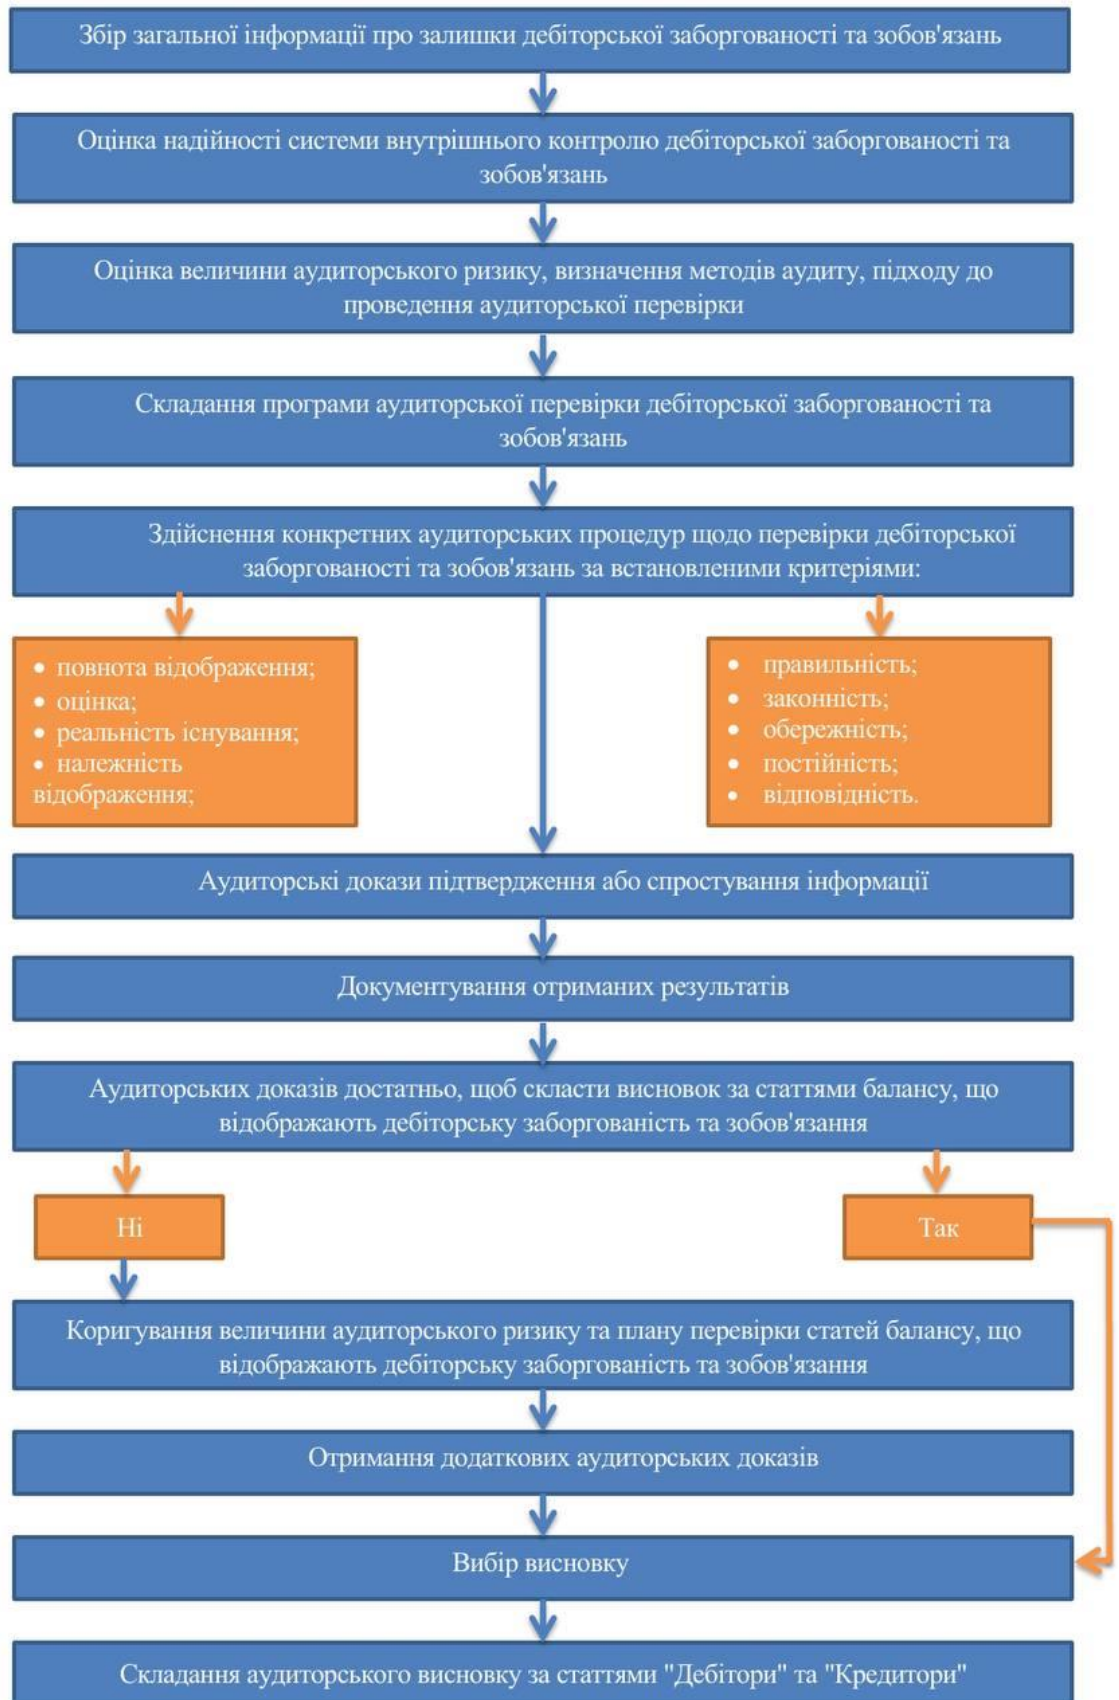 Збір загальної інформації про залишки дебіторської заборгованості та зобов'язань
Оцінка надійності системи внутрішнього контролю дебіторської заборгованості та
зобов'язань
Оцінка величини аудиторського ризику, визначення методів аудиту, підходу до
проведення аудиторської перевірки
Складання програми аудиторської перевірки дебіторської заборгованості та
зобов'язань
Здійснення конкретних аудиторських процедур щодо перевірки дебіторської
заборгованості та зобов'язань за встановленими критеріями:
• повнота відображення;
• оцінка;
• реальність існування;
• належність
відображення;
• правильність;
• законність;
• обережність;
• постійність;
• відповідність.
Аудиторські докази підтвердження або спростування інформації
Документування отриманих результатів
Аудиторських доказів достатньо, щоб скласти висновок за статтями балансу, що
відображають дебіторську заборгованість та зобов'язання
Ні
Так
Коригування величини аудиторського ризику та плану перевірки статей балансу, що
відображають дебіторську заборгованість та зобов'язання
Отримання додаткових аудиторських доказів
Вибір висновку
Складання аудиторського висновку за статтями "Дебітори" та "Кредитори"